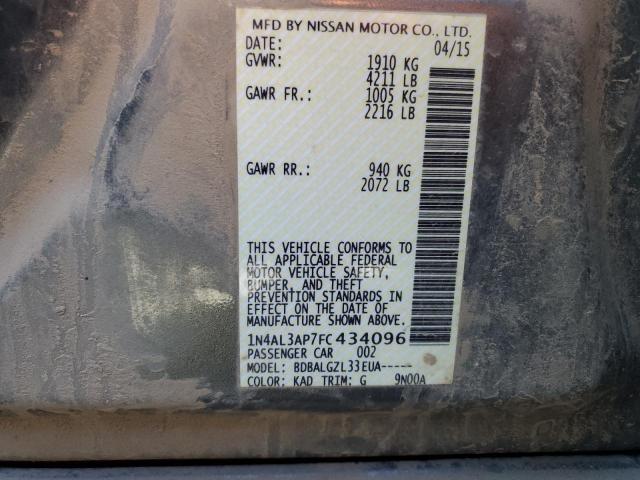 MFD BY NISSAN MOTOR CO., LTD.
DATE: 04/15
GVWR: 1910 KG
4211 LB
GAWR FR.: 1005 KG
2216 LB
GAWR RR.: 940 KG
2072 LB
THIS VEHICLE CONFORMS TO
ALL APPLICABLE FEDERAL
MOTOR VEHICLE SAFETY,
BUMPER, AND THEFT
PREVENTION STANDARDS IN
EFFECT ON THE DATE OF
MANUFACTURE SHOWN ABOVE.
1N4AL3AP7FC434096
PASSENGER CAR 002
MODEL: BDBALGZL33EUA-----
COLOR: KAD TRIM: G 9N00A